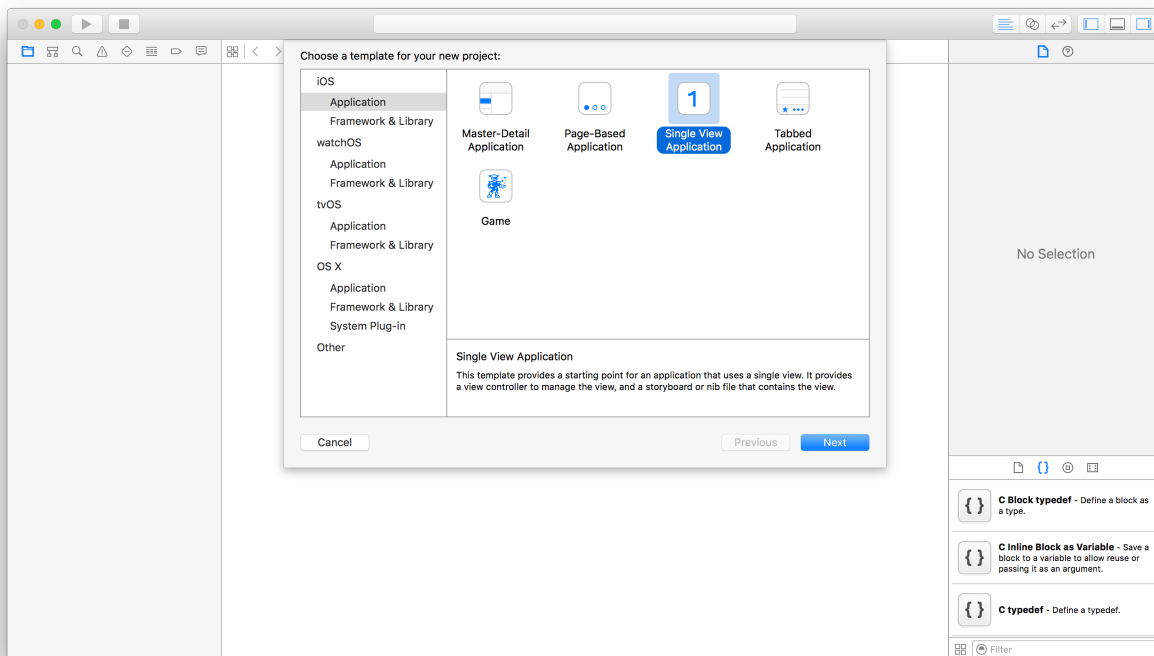 Choose a template for your new project:
iOS
Application
Framework & Library
watchOS
Application
Framework & Library
tvOS
Application
Framework & Library
OS X
Application
Framework & Library
System Plug-in
Other
1
Master-Detail
Application
Page-Based
Application
Single View
Application
Tabbed
Application
Game
Single View Application
This template provides a starting point for an application that uses a single view. It provides
a view controller to manage the view, and a storyboard or nib file that contains the view.
Cancel
Previous
Next
No Selection
{ }
{ }
C Block typedef - Define a block as
a type.
{ }
C Inline Block as Variable - Save a
block to a variable to allow reuse or
passing it as an argument.
{ }
C typedef - Define a typedef.
Filter